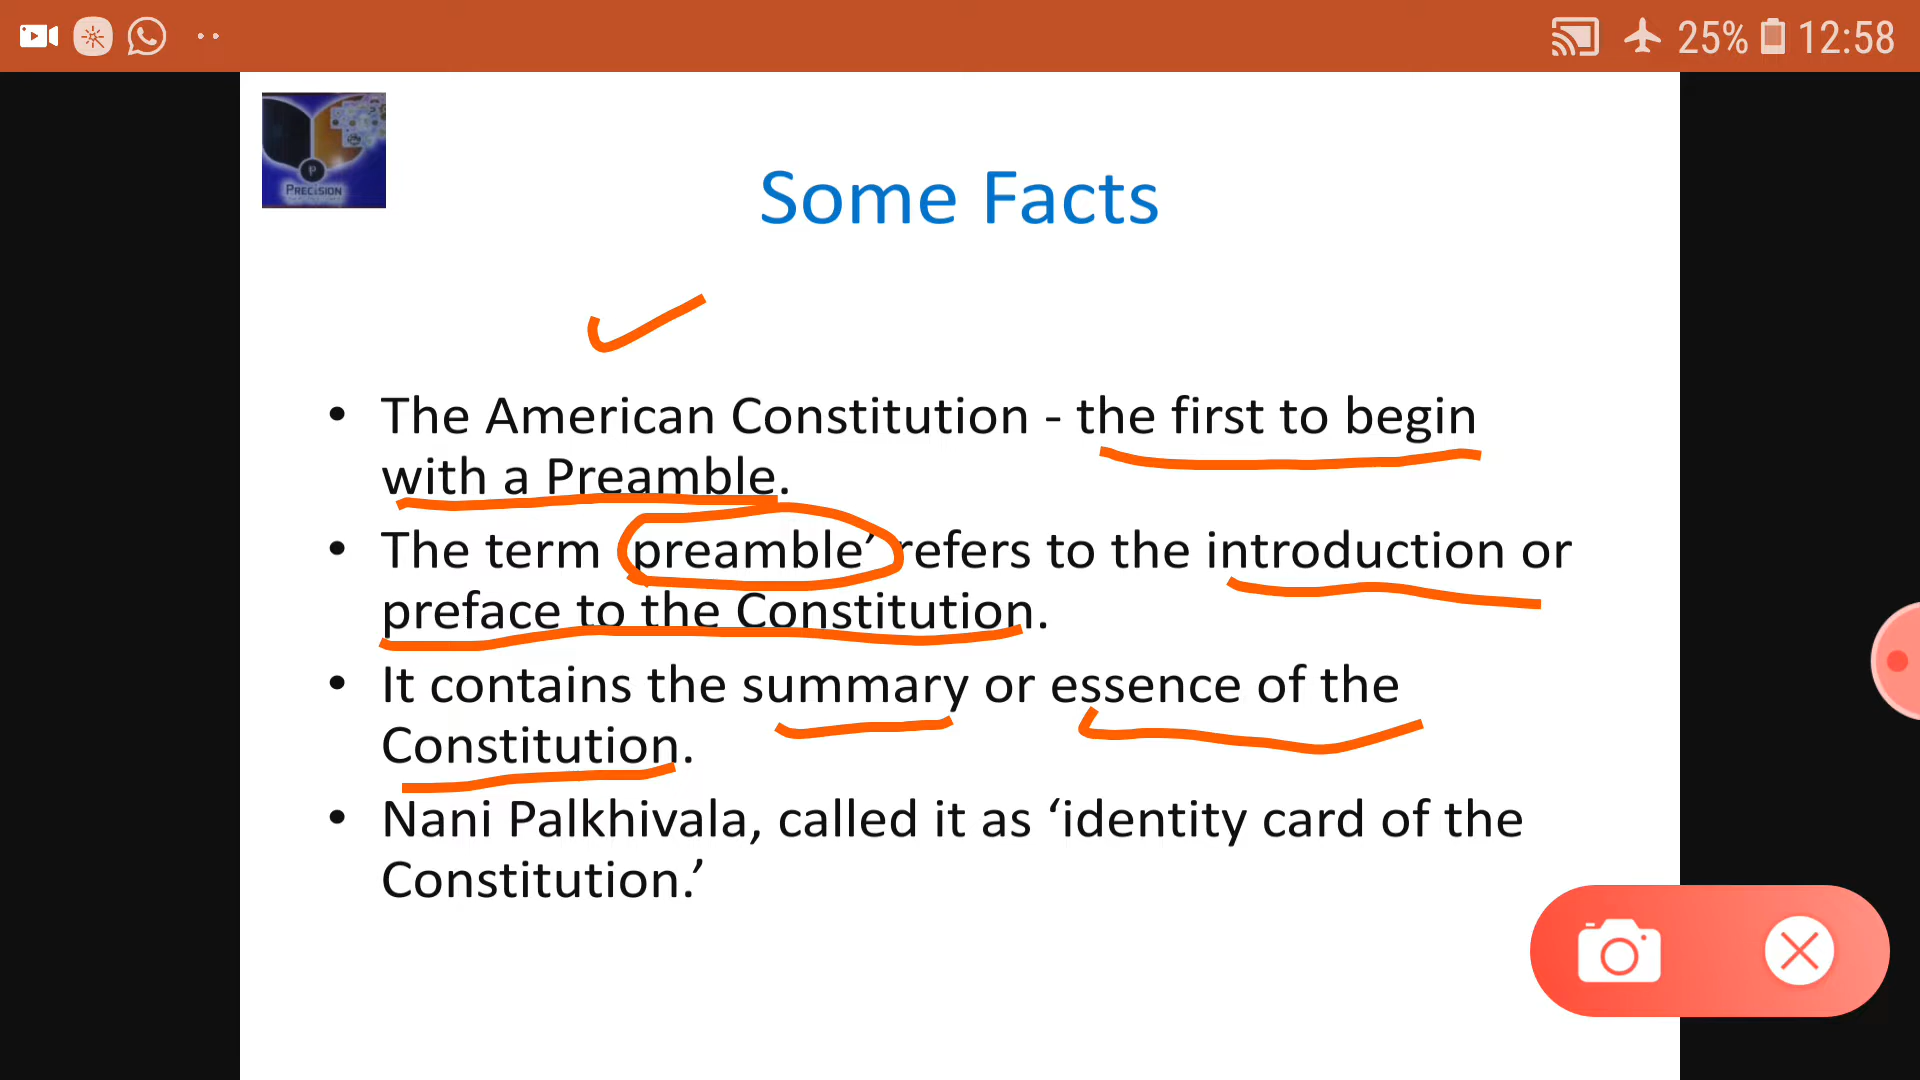 25% 12:58
PRECISION
Some Facts
• The American Constitution - the first to begin
with a Preamble.
• The term preamble’ refers to the introduction or
preface to the Constitution.
• It contains the summary or essence of the
Constitution.
• Nani Palkhivala, called it as ‘identity card of the
Constitution.’